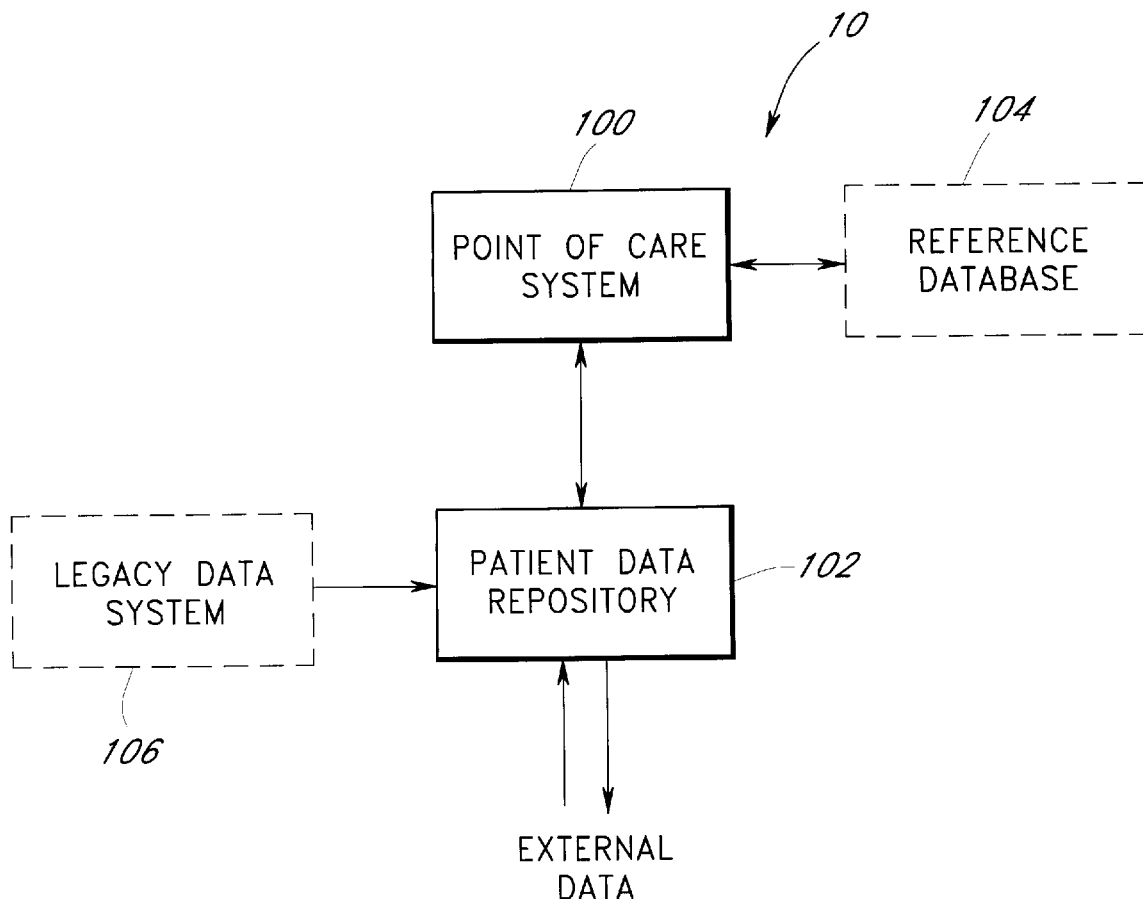 10
100
104
POINT OF CARE
SYSTEM
REFERENCE
DATABASE
LEGACY DATA
SYSTEM
PATIENT DATA
REPOSITORY
102
106
EXTERNAL
DATA